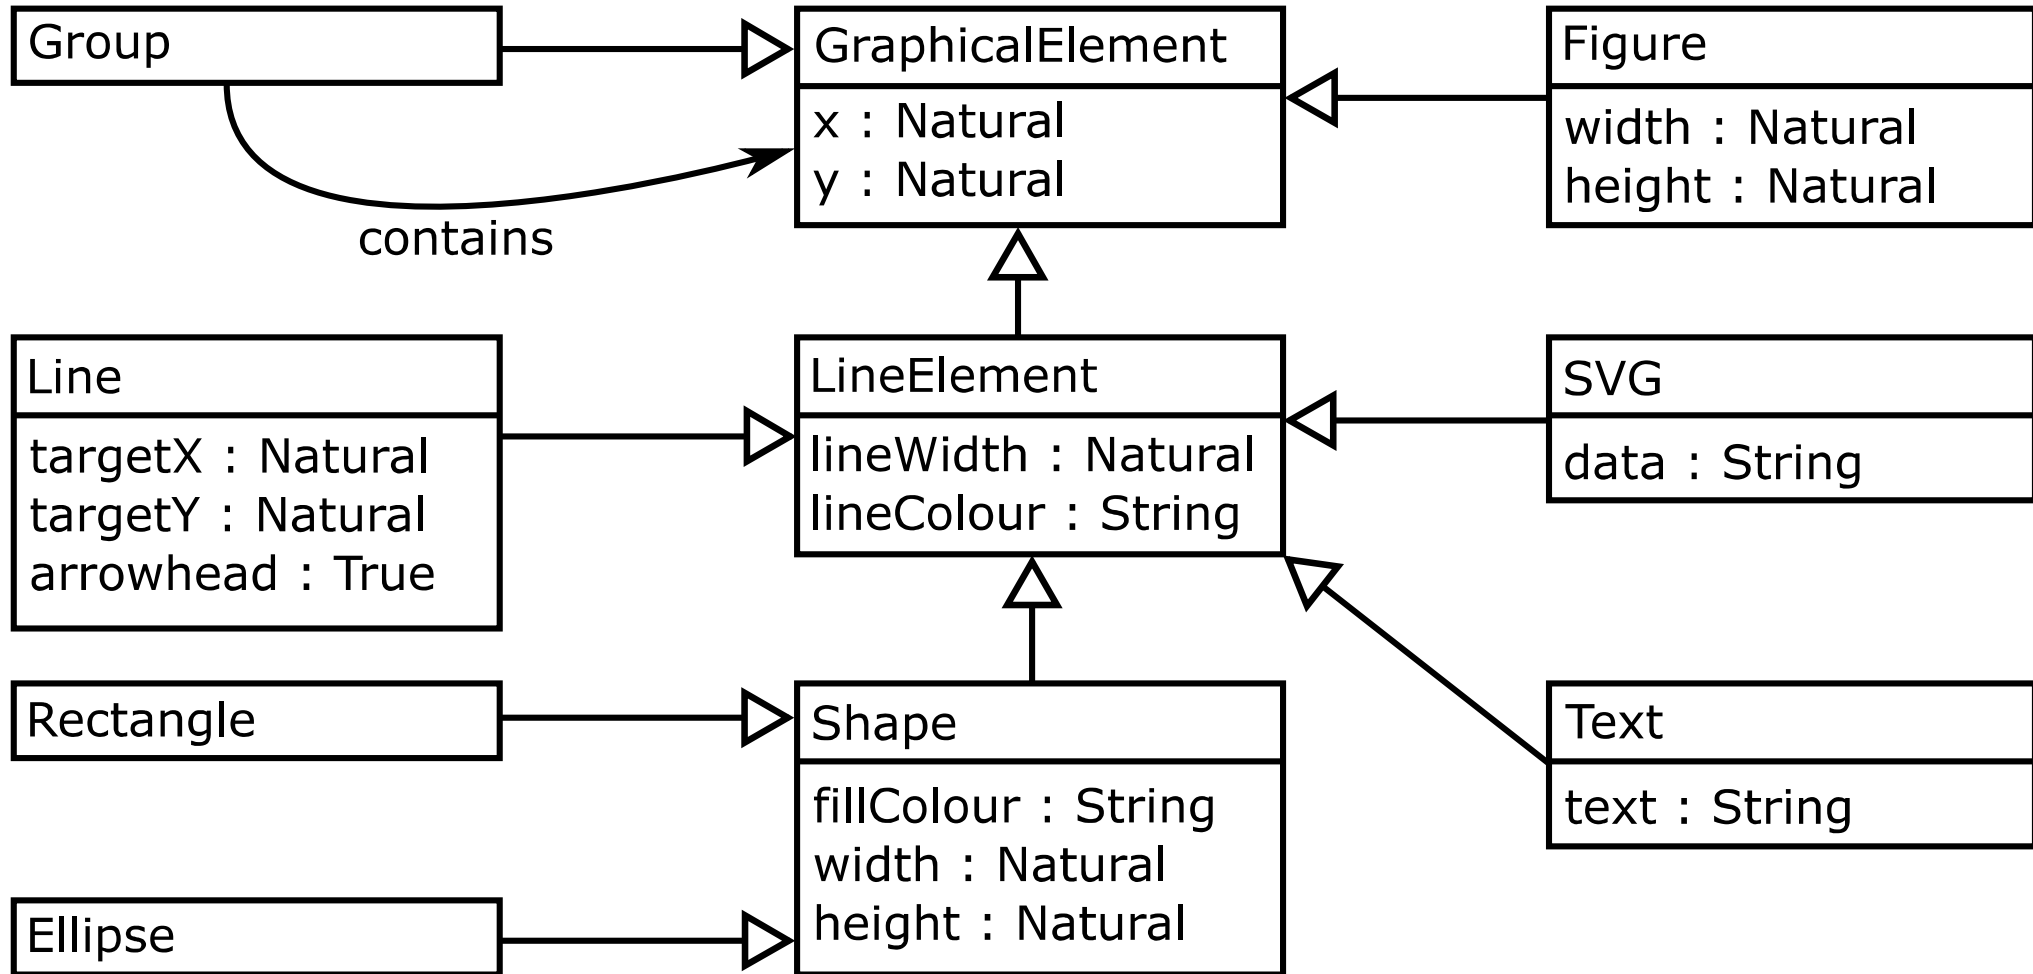 Group
GraphicalElement
x : Natural
y : Natural
Figure
width : Natural
height : Natural
contains
Line
targetX : Natural
targetY : Natural
arrowhead : True
LineElement
lineWidth : Natural
lineColour : String
SVG
data : String
Rectangle
Shape
fillColour : String
width : Natural
height : Natural
Text
text : String
Ellipse